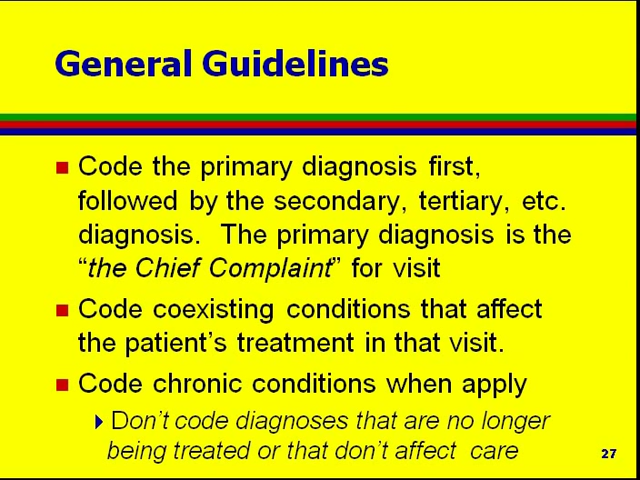 General Guidelines
Code the primary diagnosis first,
followed by the secondary, tertiary, etc.
diagnosis. The primary diagnosis is the
“the Chief Complaint” for visit
Code coexisting conditions that affect
the patient’s treatment in that visit.
Code chronic conditions when apply
Don’t code diagnoses that are no longer
being treated or that don’t affect care
27